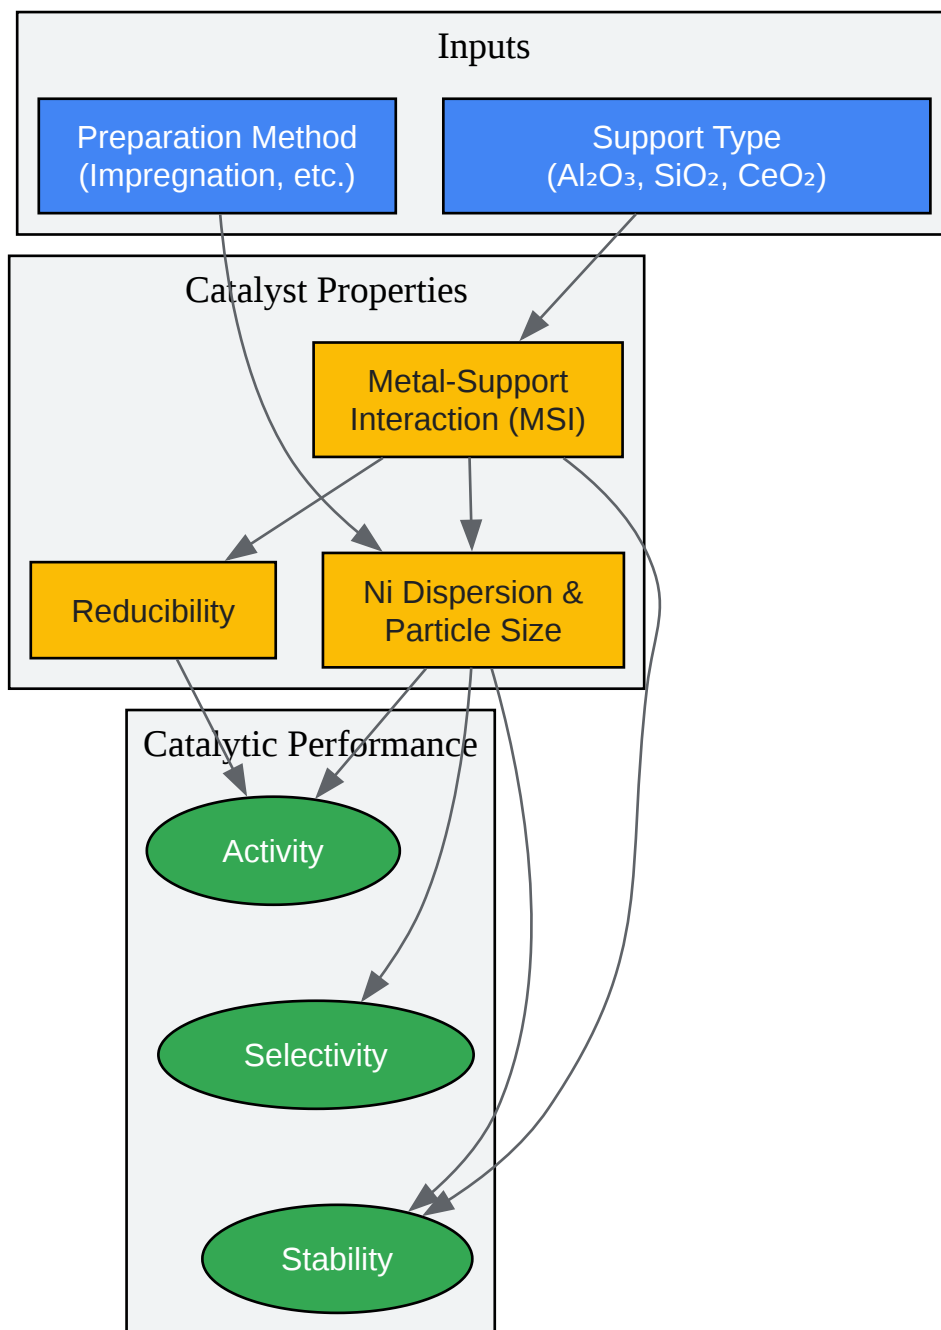 Inputs
Preparation Method
(Impregnation, etc.)
Support Type
(Al₂O₃, SiO₂, CeO₂)
Catalyst Properties
Metal-Support
Interaction (MSI)
Reducibility
Ni Dispersion &
Particle Size
Catalytic Performance
Activity
Selectivity
Stability